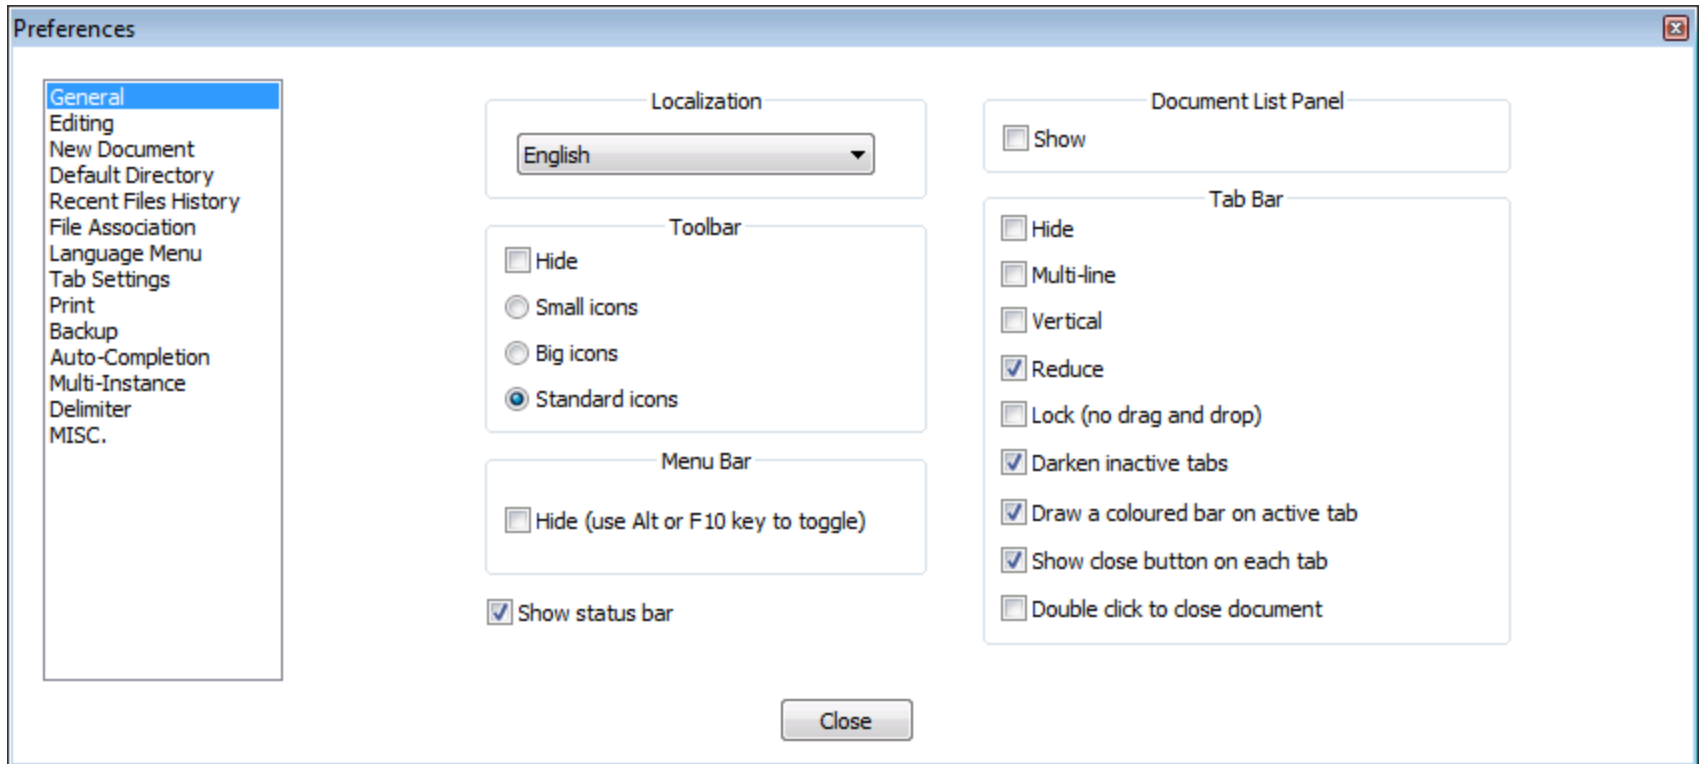 Preferences
General
Editing
New Document
Default Directory
Recent Files History
File Association
Language Menu
Tab Settings
Print
Backup
Auto-Completion
Multi-Instance
Delimiter
MISC.
Localization
English
Toolbar
Hide
Small icons
Big icons
Standard icons
Menu Bar
Hide (use Alt or F10 key to toggle)
Show status bar
Document List Panel
Show
Tab Bar
Hide
Multi-line
Vertical
Reduce
Lock (no drag and drop)
Darken inactive tabs
Draw a coloured bar on active tab
Show close button on each tab
Double click to close document
Close